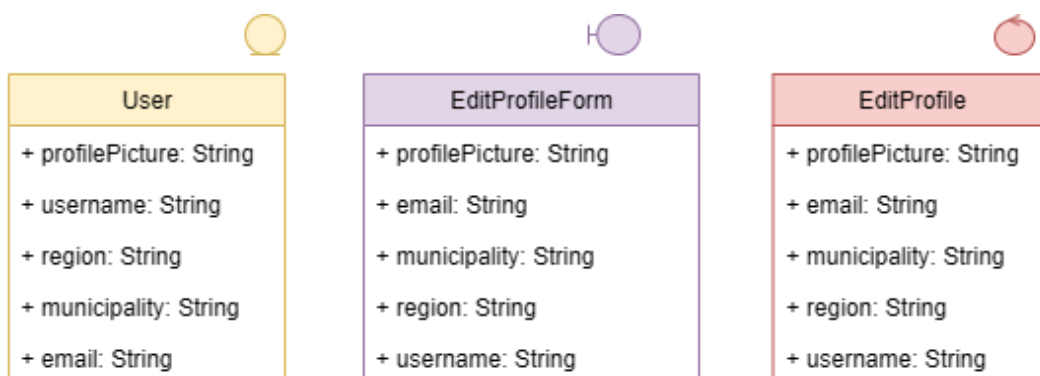 User
+ profilePicture: String
+ username: String
+ region: String
+ municipality: String
+ email: String
EditProfileForm
+ profilePicture: String
+ email: String
+ municipality: String
+ region: String
+ username: String
EditProfile
+ profilePicture: String
+ email: String
+ municipality: String
+ region: String
+ username: String